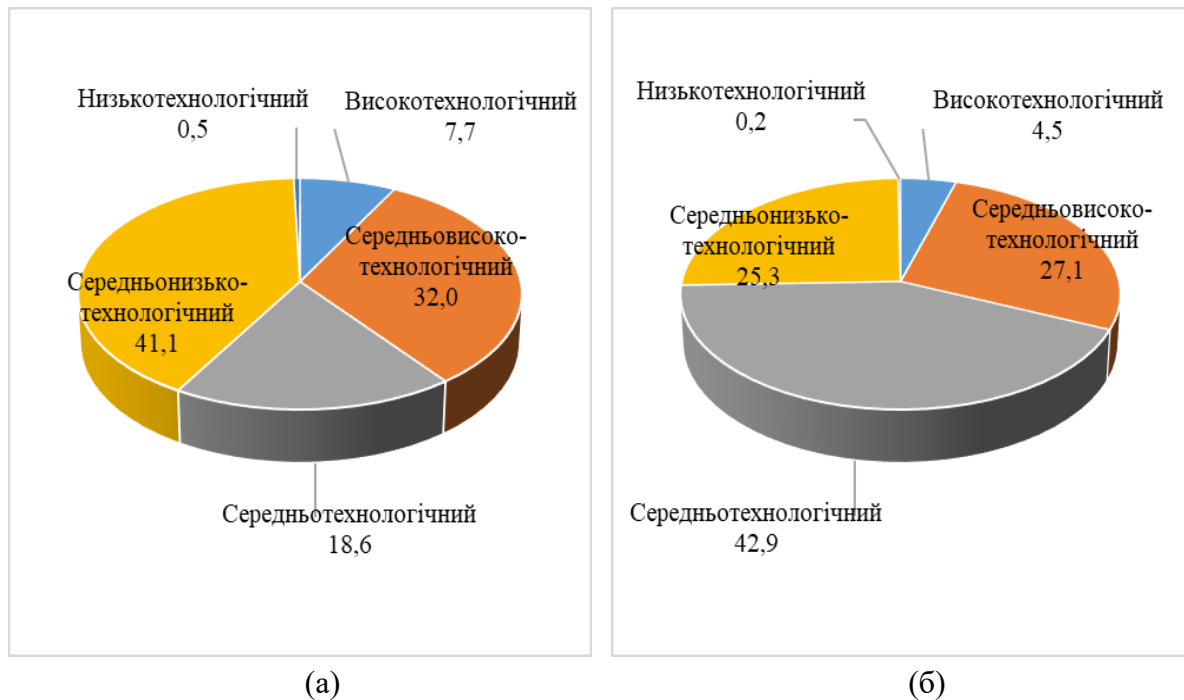 Низькотехнологічний
0,5
Високотехнологічний
7,7
Середньовисоко-
технологічний
32,0
Середньонизько-
технологічний
41,1
Середньотехнологічний
18,6
(а)
Низькотехнологічний
0,2
Високотехнологічний
4,5
Середньонизько-
технологічний
25,3
Середньовисоко-
технологічний
27,1
Середньотехнологічний
42,9
(б)